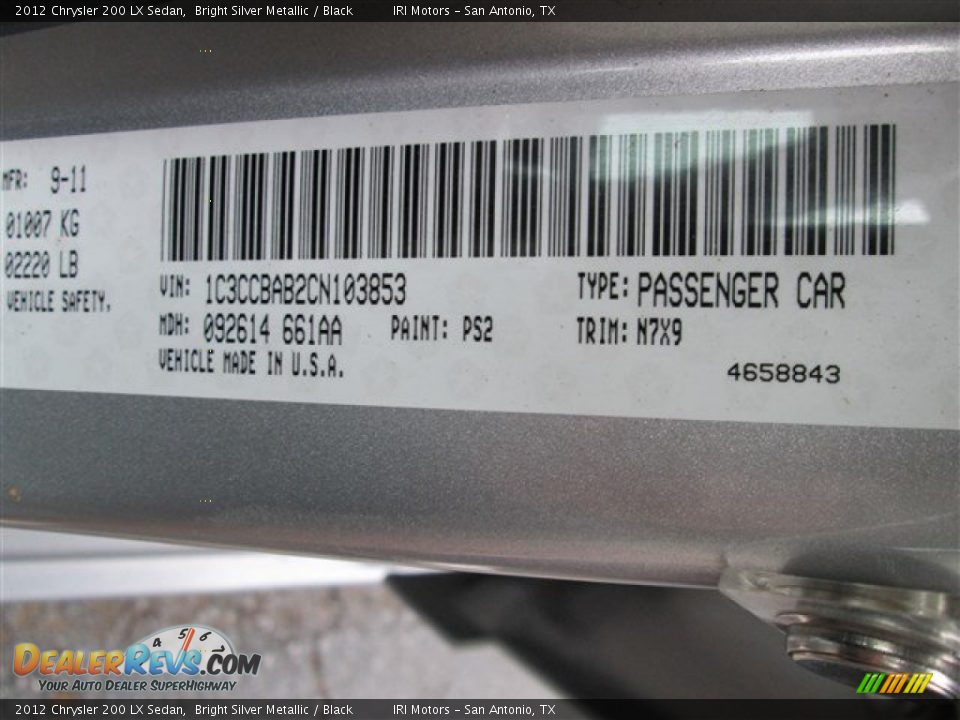 2012 Chrysler 200 LX Sedan, Bright Silver Metallic / Black IRI Motors - San Antonio, TX
MFR: 9-11
01007 KG
02220 LB
VEHICLE SAFETY.
VIN: 1C3CCBAB2CN103853 TYPE: PASSENGER CAR
MDH: 092614 661AA PAINT: PS2 TRIM: N7X9
VEHICLE MADE IN U.S.A.
4658843
4 5 6
DEALERREVS.COM
YOUR AUTO DEALER SUPERHIGHWAY
2012 Chrysler 200 LX Sedan, Bright Silver Metallic / Black IRI Motors - San Antonio, TX